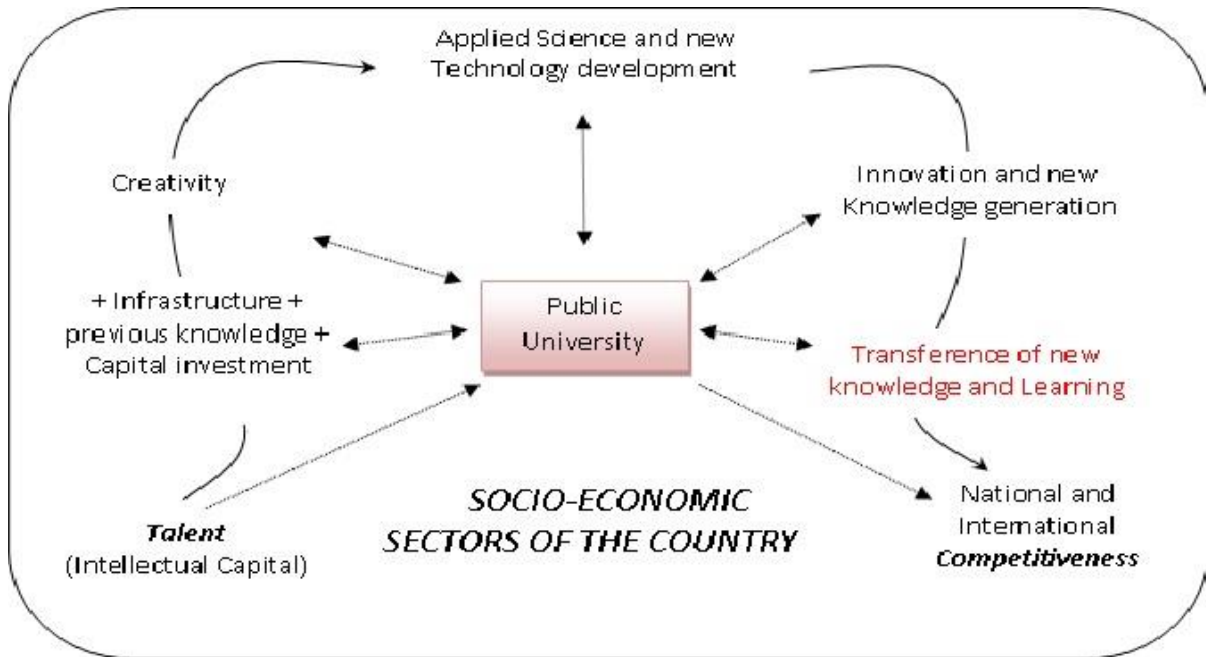 Applied Science and new
Technology development
Creativity
Innovation and new
Knowledge generation
+ Infrastructure +
previous knowledge +
Capital investment
Public
University
Transference of new
knowledge and Learning
Talent
(Intellectual Capital)
SOCIO-ECONOMIC
SECTORS OF THE COUNTRY
National and
International
Competitiveness